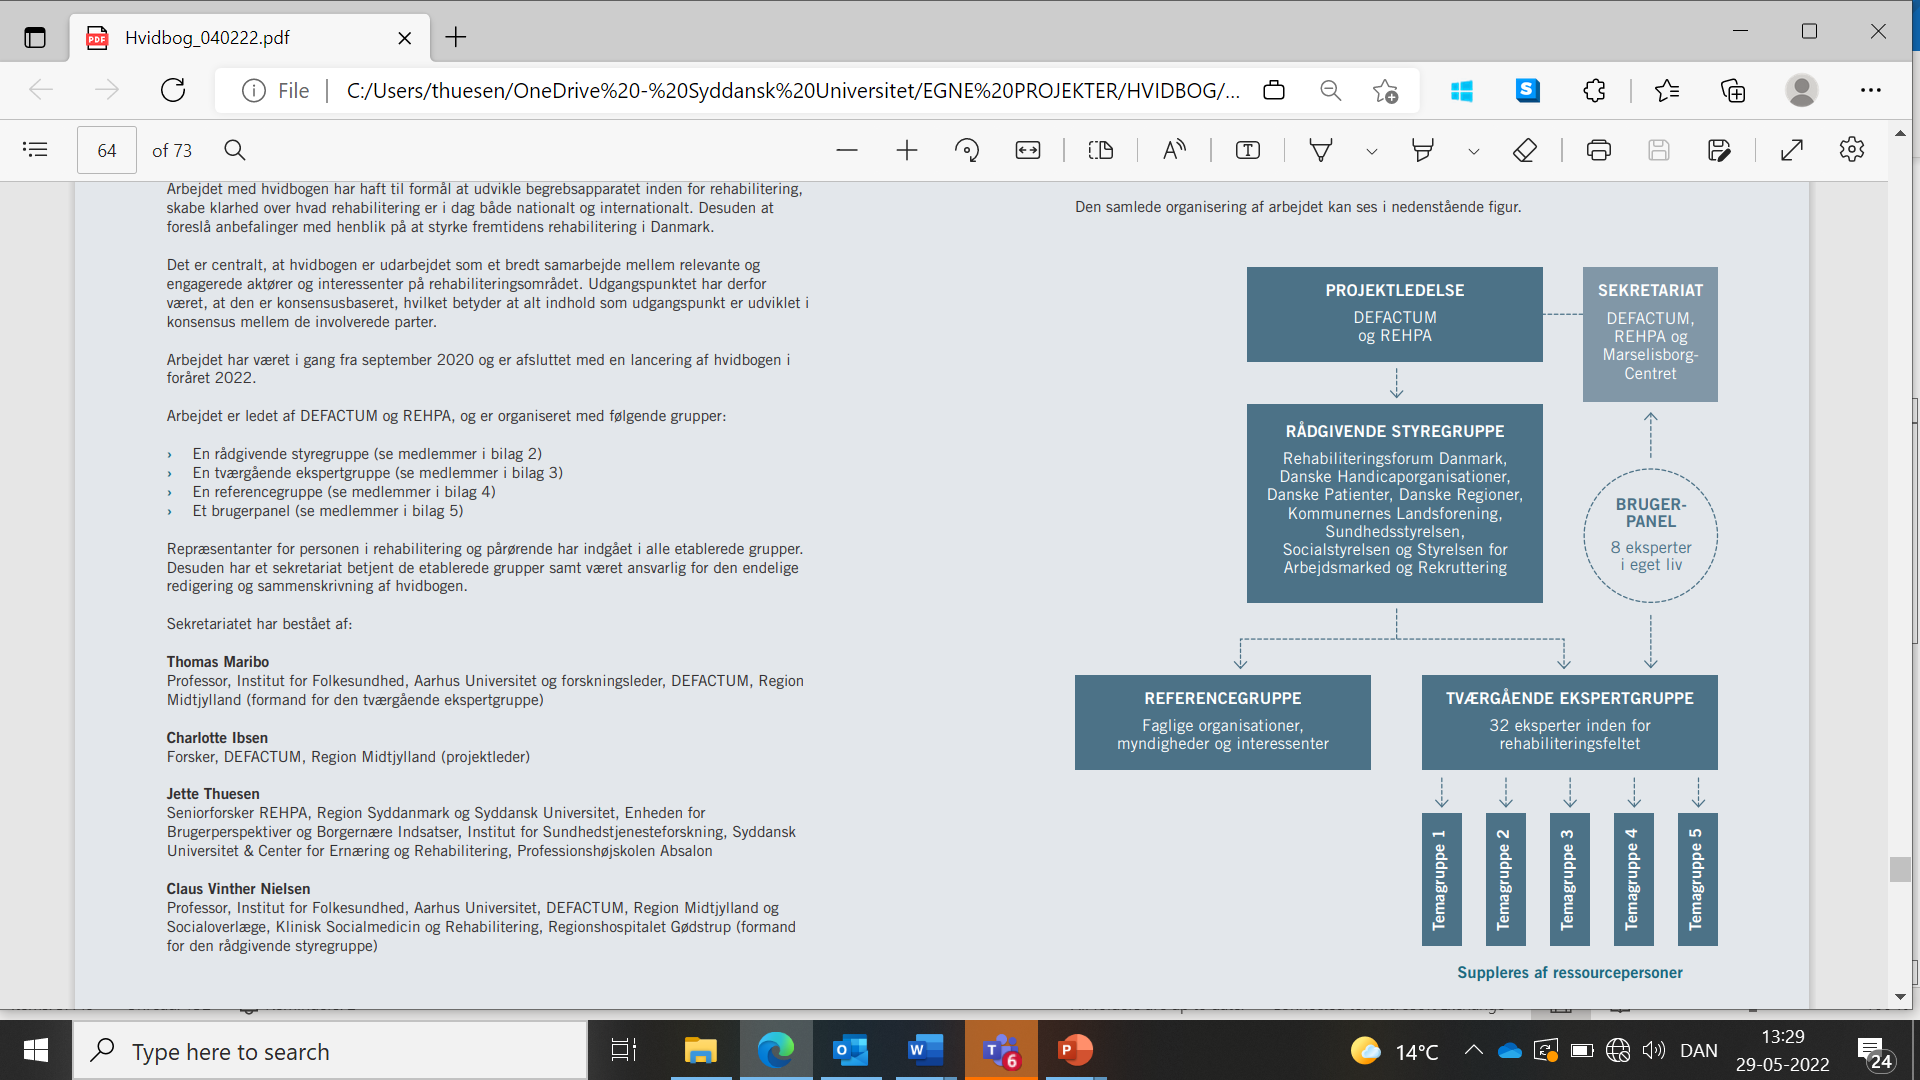 Hvidbog_040222.pdf
File
C:/Users/thuesen/OneDrive%20-%20Syddansk%20Universitet/EGNE%20PROJEKTER/HVIDBOG/...
64
of 73
Arbejdet med hvidbogen har haft til formål at udvikle begrebsapparatet inden for rehabilitering,
skabe klarhed over hvad rehabilitering er i dag både nationalt og internationalt. Desuden at
foreslå anbefalinger med henblik på at styrke fremtidens rehabilitering i Danmark.
Det er centralt, at hvidbogen er udarbejdet som et bredt samarbejde mellem relevante og
engagerede aktører og interessenter på rehabiliteringsområdet. Udgangspunktet har derfor
været, at den er konsensusbaseret, hvilket betyder at alt indhold som udgangspunkt er udviklet i
konsensus mellem de involverede parter.
Arbejdet har været i gang fra september 2020 og er afsluttet med en lancering af hvidbogen i
foråret 2022.
Arbejdet er ledet af DEFACTUM og REHPA, og er organiseret med følgende grupper:
› En rådgivende styregruppe (se medlemmer i bilag 2)
› En tværgående ekspertgruppe (se medlemmer i bilag 3)
› En referencegruppe (se medlemmer i bilag 4)
› Et brugerpanel (se medlemmer i bilag 5)
Repræsentanter for personen i rehabilitering og pårørende har indgået i alle etablerede grupper.
Desuden har et sekretariat betjent de etablerede grupper samt været ansvarlig for den endelige
redigering og sammenskrivning af hvidbogen.
Sekretariatet har bestået af:
Thomas Maribo
Professor, Institut for Folkesundhed, Aarhus Universitet og forskningsleder, DEFACTUM, Region
Midtjylland (formand for den tværgående ekspertgruppe)
Charlotte Ibsen
Forsker, DEFACTUM, Region Midtjylland (projektleder)
Jette Thuesen
Seniorforsker REHPA, Region Syddanmark og Syddansk Universitet, Enheden for
Brugerperspektiver og Borgernære Indsatser, Institut for Sundhedstjenesteforskning, Syddansk
Universitet & Center for Ernæring og Rehabilitering, Professionshøjskolen Absalon
Claus Vinther Nielsen
Professor, Institut for Folkesundhed, Aarhus Universitet, DEFACTUM, Region Midtjylland og
Socialoverlæge, Klinisk Socialmedicin og Rehabilitering, Regionshospitalet Gødstrup (formand
for den rådgivende styregruppe)
Den samlede organisering af arbejdet kan ses i nedenstående figur.
PROJEKTLEDELSE
DEFACTUM
og REHPA
SEKRETARIAT
DEFACTUM,
REHPA og
Marselisborg-
Centret
RÅDGIVENDE STYREGRUPPE
Rehabiliteringsforum Danmark,
Danske Handicaporganisationer,
Danske Patienter, Danske Regioner,
Kommunernes Landsforening,
Sundhedsstyrelsen,
Socialstyrelsen og Styrelsen for
Arbejdsmarked og Rekruttering
BRUGER-
PANEL
8 eksperter
i eget liv
REFERENCEGRUPPE
Faglige organisationer,
myndigheder og interessenter
TVÆRGÅENDE EKSPERTGRUPPE
32 eksperter inden for
rehabiliteringsfeltet
Temagruppe 1
Temagruppe 2
Temagruppe 3
Temagruppe 4
Temagruppe 5
Suppleres af ressourcepersoner
Type here to search
6
14°C
DAN
13:29
29-05-2022
24